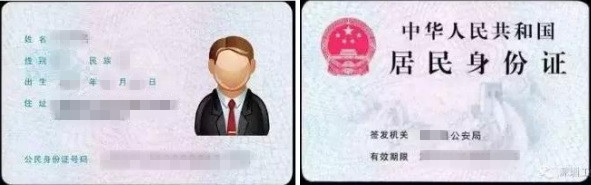 姓名
性别 民族
出生 年 月 日
住址
公民身份证号码
中华人民共和国
居民身份证
签发机关 公安局
有效期限